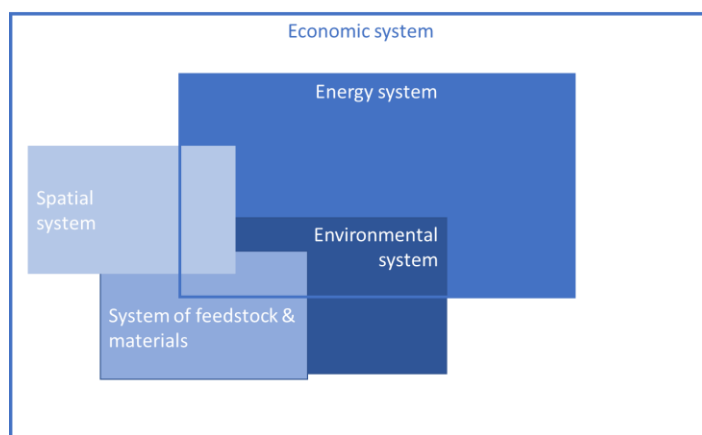 Economic system
Energy system
Spatial
system
Environmental
system
System of feedstock &
materials